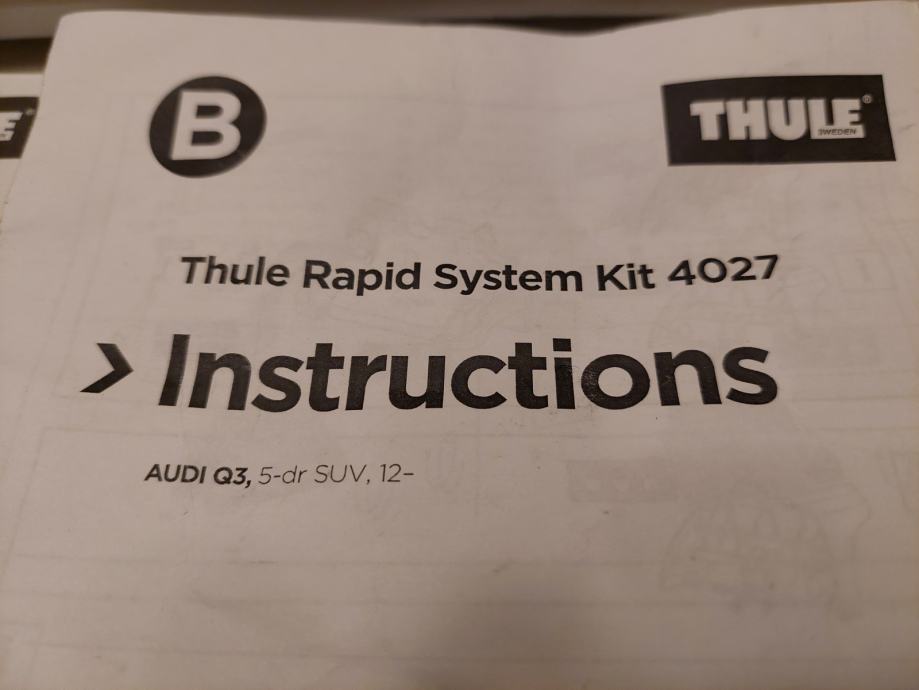 B
THULE®
SWEDEN
Thule Rapid System Kit 4027
Instructions
AUDI Q3, 5-dr SUV, 12–